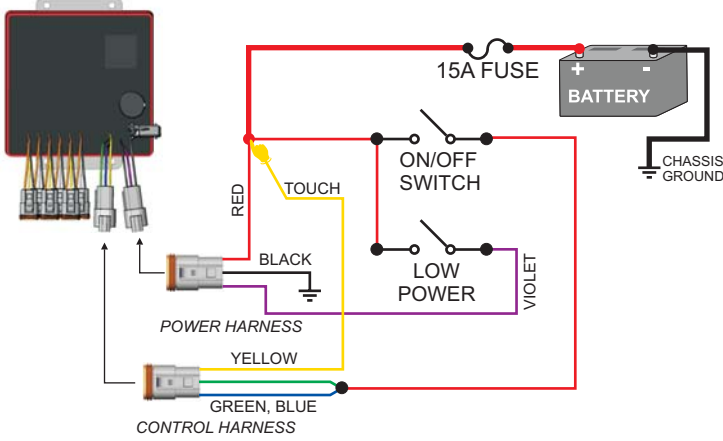 15A FUSE
+ -
BATTERY
CHASSIS
GROUND
ON/OFF
SWITCH
TOUCH
RED
BLACK
LOW
POWER
VIOLET
POWER HARNESS
YELLOW
GREEN, BLUE
CONTROL HARNESS